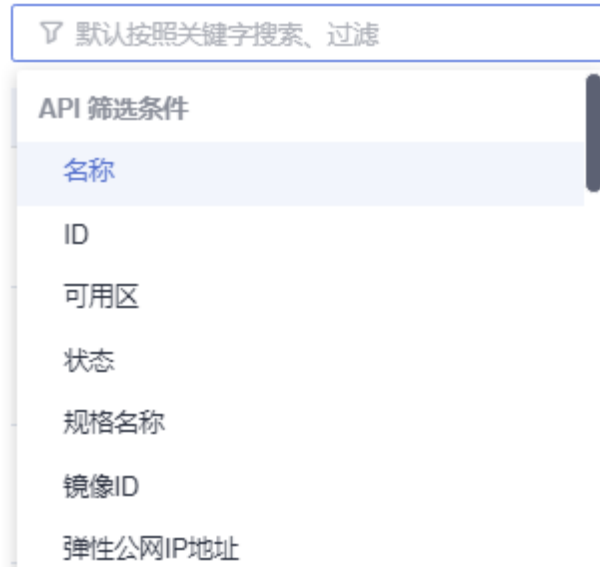 默认按照关键字搜索、过滤
API 筛选条件
名称
ID
可用区
状态
规格名称
镜像ID
弹性公网IP地址